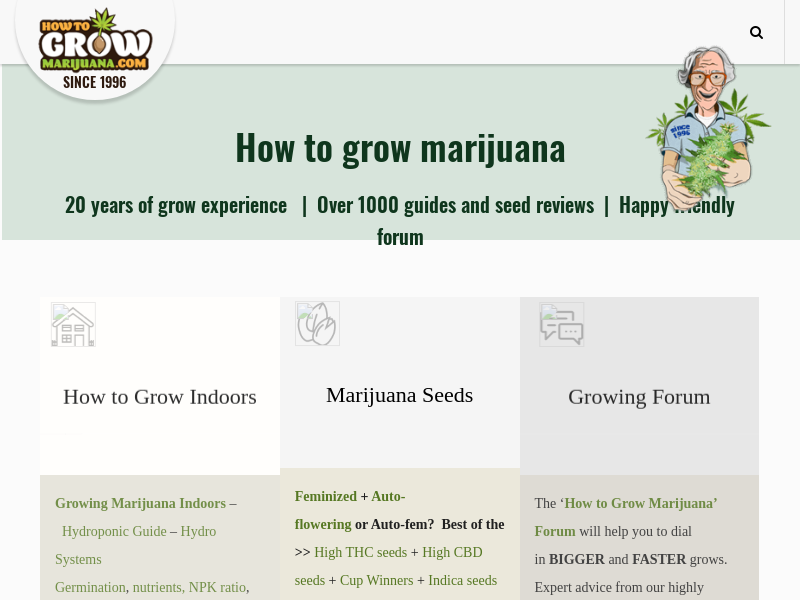 HOW TO
GROW
MARIJUANA.COM
SINCE 1996
since
1996
How to grow marijuana
20 years of grow experience | Over 1000 guides and seed reviews | Happy friendly
forum
How to Grow Indoors
Marijuana Seeds
Growing Forum
Growing Marijuana Indoors –
Hydroponic Guide – Hydro
Systems
Germination, nutrients, NPK ratio,
Feminized + Auto-
flowering or Auto-fem? Best of the
>> High THC seeds + High CBD
seeds + Cup Winners + Indica seeds
The ‘How to Grow Marijuana’
Forum will help you to dial
in BIGGER and FASTER grows.
Expert advice from our highly